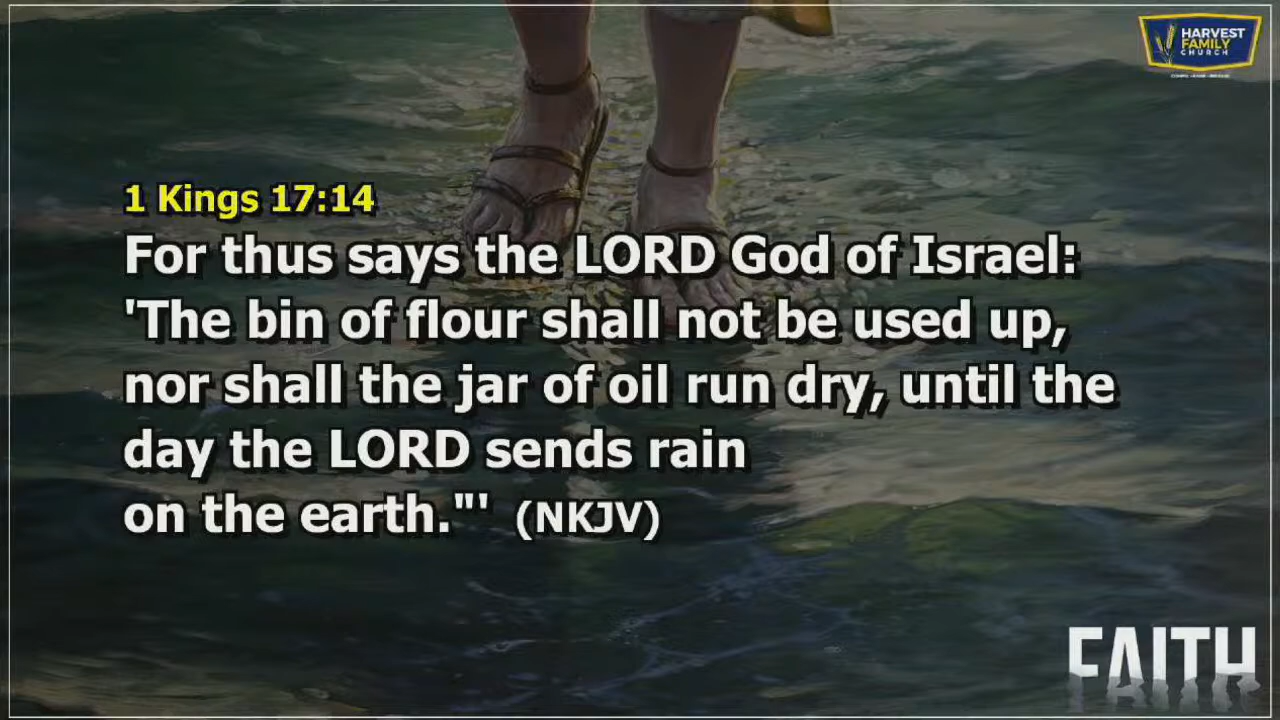 HARVEST
FAMILY
CHURCH
1 Kings 17:14
For thus says the LORD God of Israel:
'The bin of flour shall not be used up,
nor shall the jar of oil run dry, until the
day the LORD sends rain
on the earth."' (NKJV)
FAITH